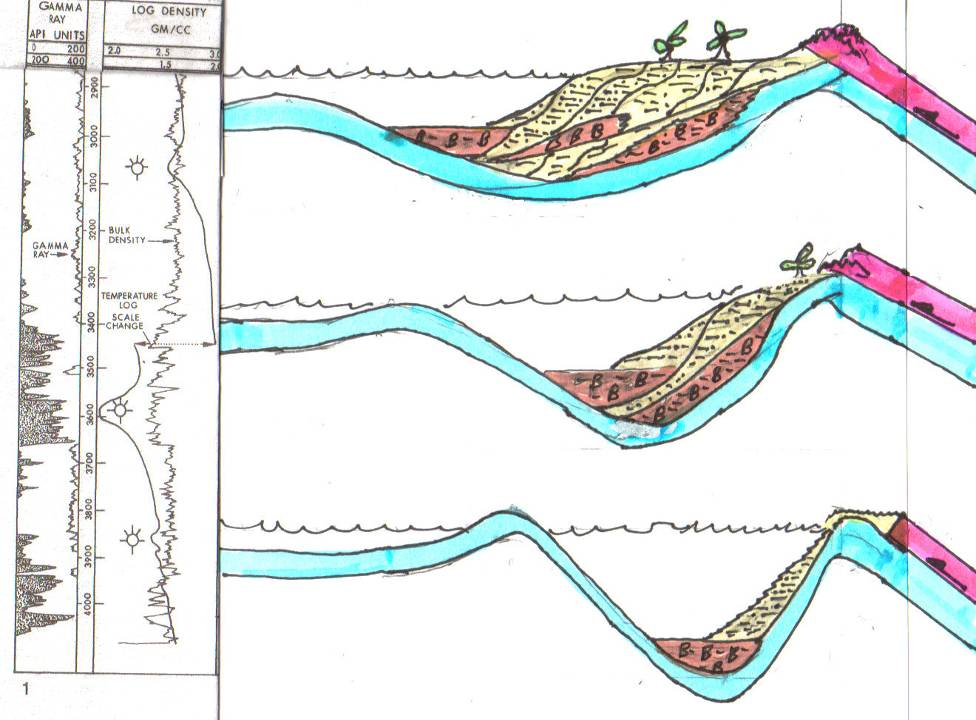 GAMMA
RAY
API UNITS
0 200
200 400
LOG DENSITY
GM/CC
2.0 2.5 3.
1.5 2.
2900
3000
3100
3200
3300
3400
3500
3600
3700
3800
3900
4000
GAMMA
RAY
BULK
DENSITY
TEMPERATURE
LOG
SCALE
CHANGE
B B B
B B
B B B
B
B B
B B
B B
B B B
B
1